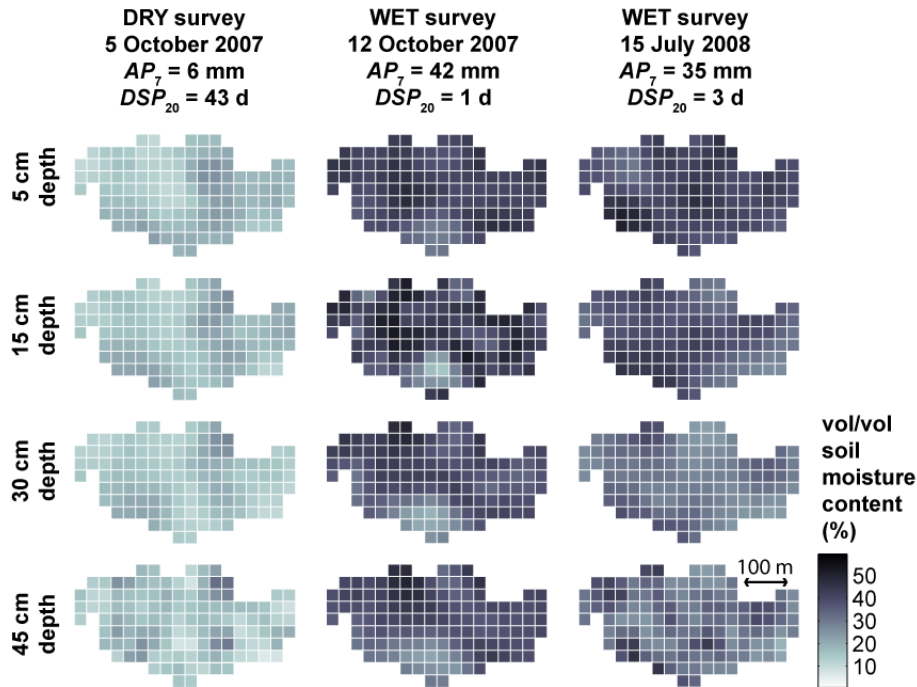 DRY survey
5 October 2007
AP7 = 6 mm
DSP20 = 43 d
WET survey
12 October 2007
AP7 = 42 mm
DSP20 = 1 d
WET survey
15 July 2008
AP7 = 35 mm
DSP20 = 3 d
5 cm
depth
15 cm
depth
30 cm
depth
45 cm
depth
100 m
vol/vol
soil
moisture
content
(%)
50
40
30
20
10